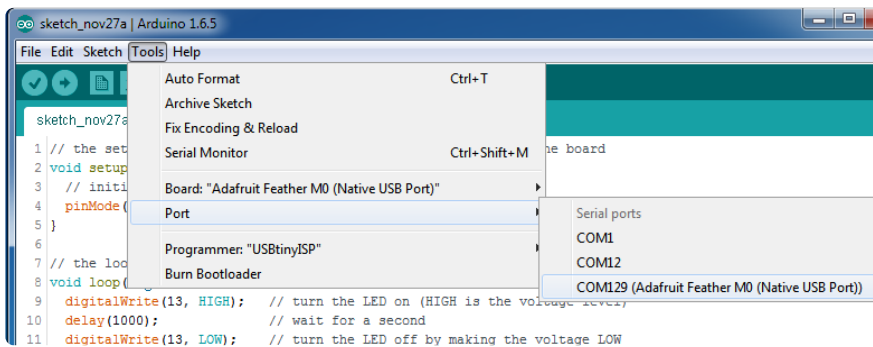 sketch_nov27a | Arduino 1.6.5
File Edit Sketch Tools Help
Auto Format Ctrl+T
Archive Sketch
Fix Encoding & Reload
Serial Monitor Ctrl+Shift+M
Board: "Adafruit Feather M0 (Native USB Port)"
Port
Programmer: "USBtinyISP"
Burn Bootloader
Serial ports
COM1
COM12
COM129 (Adafruit Feather M0 (Native USB Port))
sketch_nov27a
1 // the set he board
2 void setup
3 // initi
4 pinMode(
5 }
6
7 // the loo
8 void loop(
9 digitalWrite(13, HIGH); // turn the LED on (HIGH is the voltage level)
10 delay(1000); // wait for a second
11 digitalWrite(13, LOW); // turn the LED off by making the voltage LOW